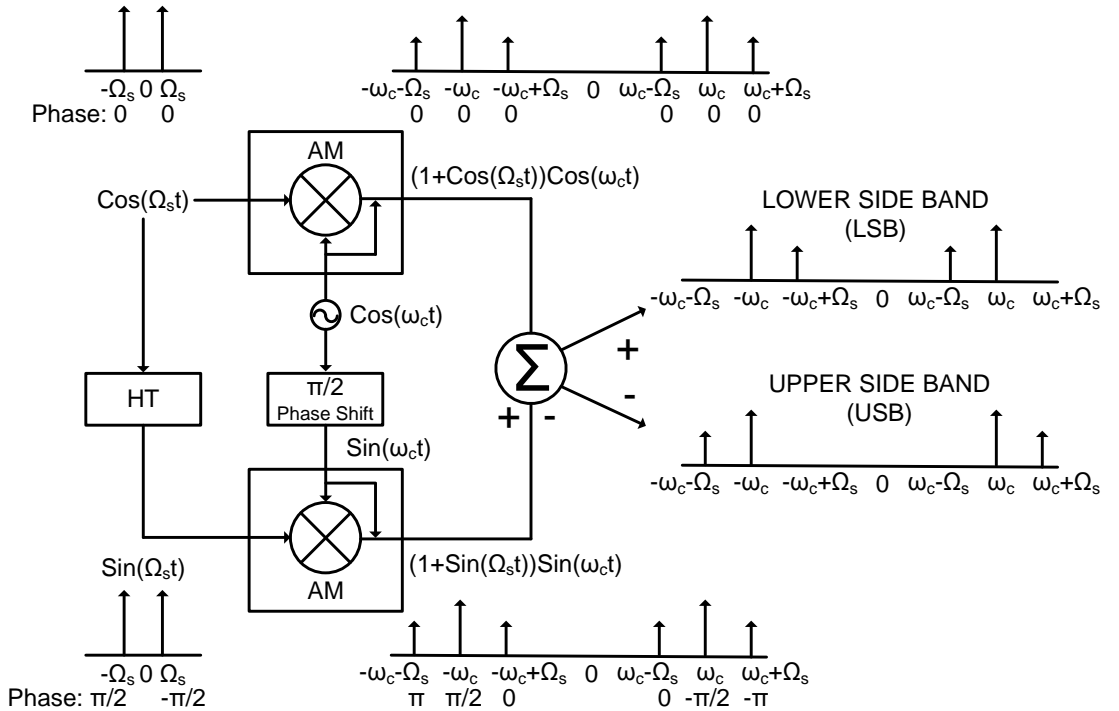 -Ωs 0 Ωs
Phase: 0 0
-ωc-Ωs -ωc -ωc+Ωs 0 ωc-Ωs ωc ωc+Ωs
0 0 0 0 0 0
AM
(1+Cos(Ωst))Cos(ωct)
Cos(Ωst)
LOWER SIDE BAND
(LSB)
-ωc-Ωs -ωc -ωc+Ωs 0 ωc-Ωs ωc ωc+Ωs
Cos(ωct)
Σ
+
-
+ -
HT
π/2
Phase Shift
UPPER SIDE BAND
(USB)
Sin(ωct)
-ωc-Ωs -ωc -ωc+Ωs 0 ωc-Ωs ωc ωc+Ωs
(1+Sin(Ωst))Sin(ωct)
Sin(Ωst)
AM
-Ωs 0 Ωs
Phase: π/2 -π/2
-ωc-Ωs -ωc -ωc+Ωs 0 ωc-Ωs ωc ωc+Ωs
π π/2 0 0 -π/2 -π